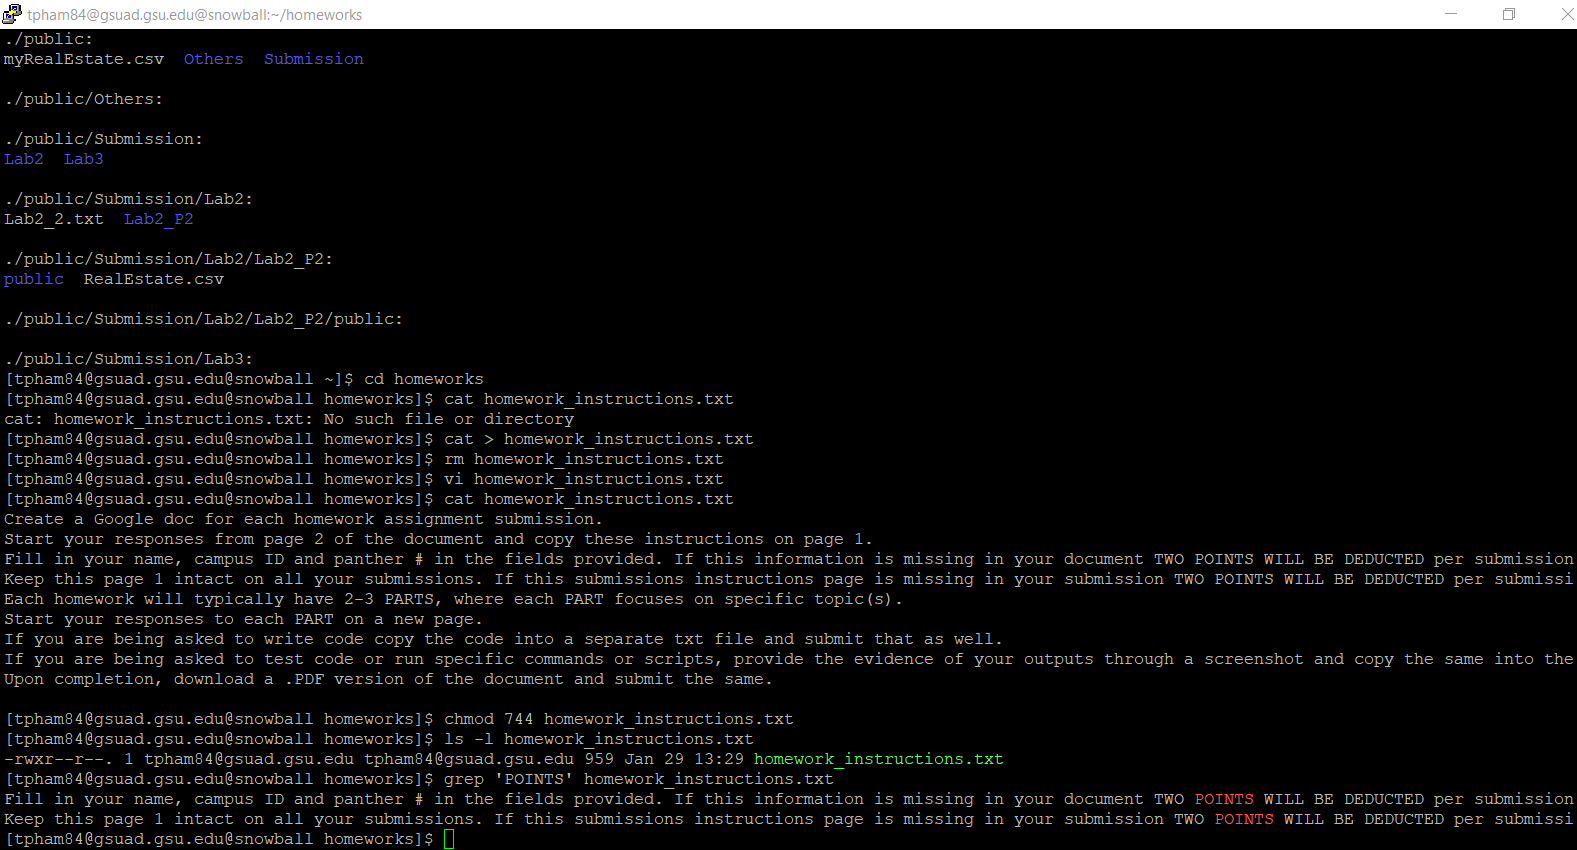 tpham84@gsuad.gsu.edu@snowball:~/homeworks
./public:
myRealEstate.csv  Others  Submission
./public/Others:
./public/Submission:
Lab2  Lab3
./public/Submission/Lab2:
Lab2_2.txt  Lab2_P2
./public/Submission/Lab2/Lab2_P2:
public  RealEstate.csv
./public/Submission/Lab2/Lab2_P2/public:
./public/Submission/Lab3:
[tpham84@gsuad.gsu.edu@snowball ~]$ cd homeworks
[tpham84@gsuad.gsu.edu@snowball homeworks]$ cat homework_instructions.txt
cat: homework_instructions.txt: No such file or directory
[tpham84@gsuad.gsu.edu@snowball homeworks]$ cat > homework_instructions.txt
[tpham84@gsuad.gsu.edu@snowball homeworks]$ rm homework_instructions.txt
[tpham84@gsuad.gsu.edu@snowball homeworks]$ vi homework_instructions.txt
[tpham84@gsuad.gsu.edu@snowball homeworks]$ cat homework_instructions.txt
Create a Google doc for each homework assignment submission.
Start your responses from page 2 of the document and copy these instructions on page 1.
Fill in your name, campus ID and panther # in the fields provided. If this information is missing in your document TWO POINTS WILL BE DEDUCTED per submission
Keep this page 1 intact on all your submissions. If this submissions instructions page is missing in your submission TWO POINTS WILL BE DEDUCTED per submissi
Each homework will typically have 2-3 PARTS, where each PART focuses on specific topic(s).
Start your responses to each PART on a new page.
If you are being asked to write code copy the code into a separate txt file and submit that as well.
If you are being asked to test code or run specific commands or scripts, provide the evidence of your outputs through a screenshot and copy the same into the
Upon completion, download a .PDF version of the document and submit the same.
[tpham84@gsuad.gsu.edu@snowball homeworks]$ chmod 744 homework_instructions.txt
[tpham84@gsuad.gsu.edu@snowball homeworks]$ ls -l homework_instructions.txt
-rwxr--r--. 1 tpham84@gsuad.gsu.edu tpham84@gsuad.gsu.edu 959 Jan 29 13:29 homework_instructions.txt
[tpham84@gsuad.gsu.edu@snowball homeworks]$ grep 'POINTS' homework_instructions.txt
Fill in your name, campus ID and panther # in the fields provided. If this information is missing in your document TWO POINTS WILL BE DEDUCTED per submission
Keep this page 1 intact on all your submissions. If this submissions instructions page is missing in your submission TWO POINTS WILL BE DEDUCTED per submissi
[tpham84@gsuad.gsu.edu@snowball homeworks]$